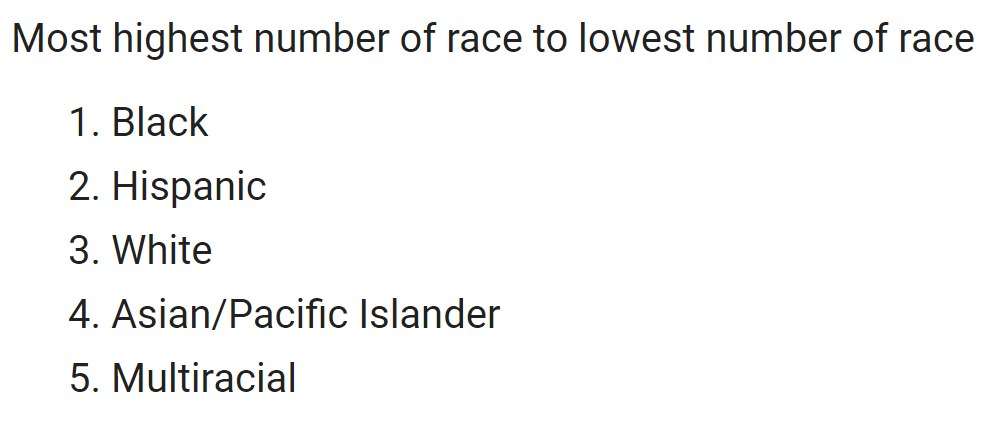 Most highest number of race to lowest number of race
1. Black
2. Hispanic
3. White
4. Asian/Pacific Islander
5. Multiracial